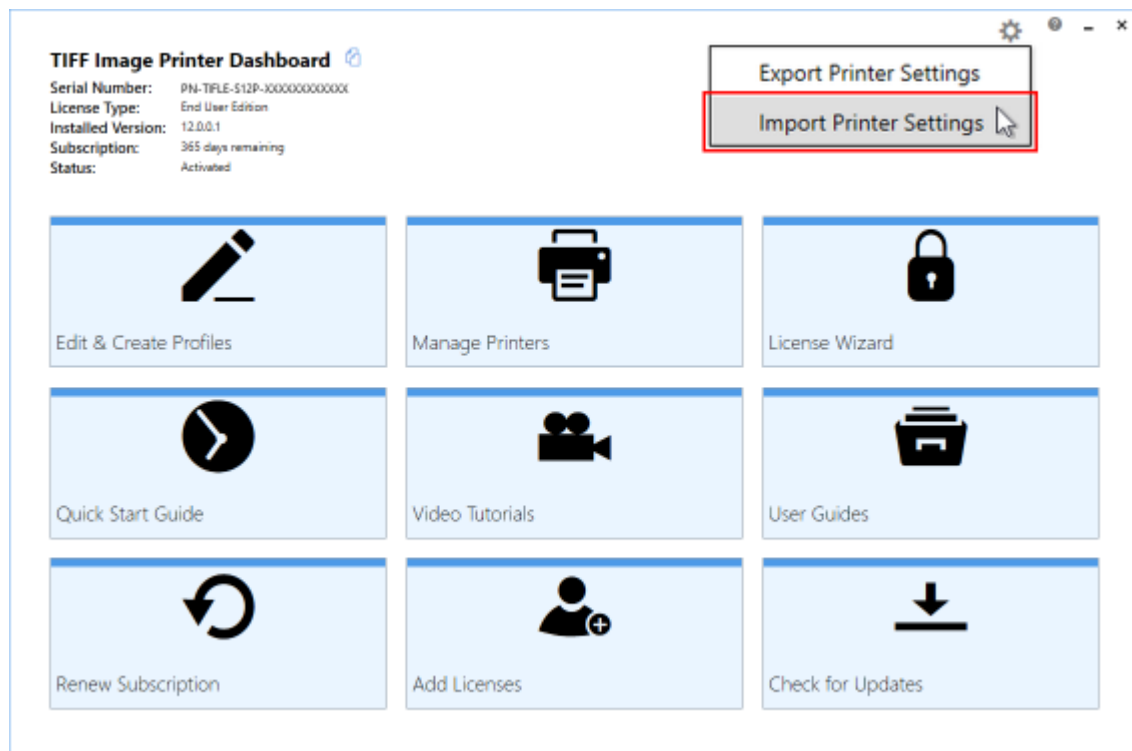 TIFF Image Printer Dashboard
Serial Number: PN-TIFLE-S12P-XXXXXXXXXXXX
License Type: End User Edition
Installed Version: 12.0.0.1
Subscription: 365 days remaining
Status: Activated
Export Printer Settings
Import Printer Settings
Edit & Create Profiles
Manage Printers
License Wizard
Quick Start Guide
Video Tutorials
User Guides
Renew Subscription
Add Licenses
Check for Updates